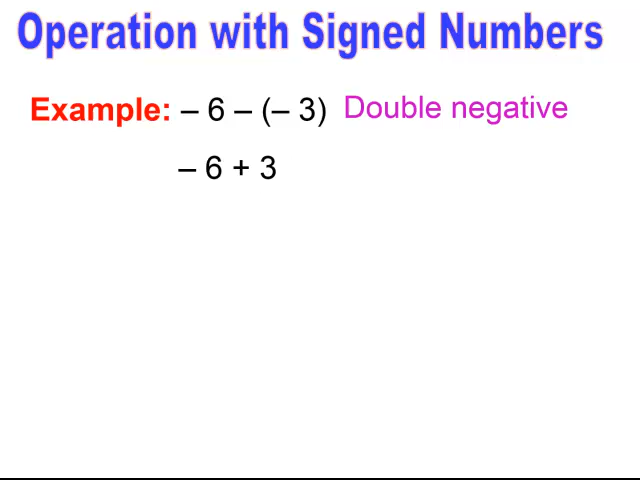 Operation with Signed Numbers
Example: – 6 – (– 3) Double negative
– 6 + 3